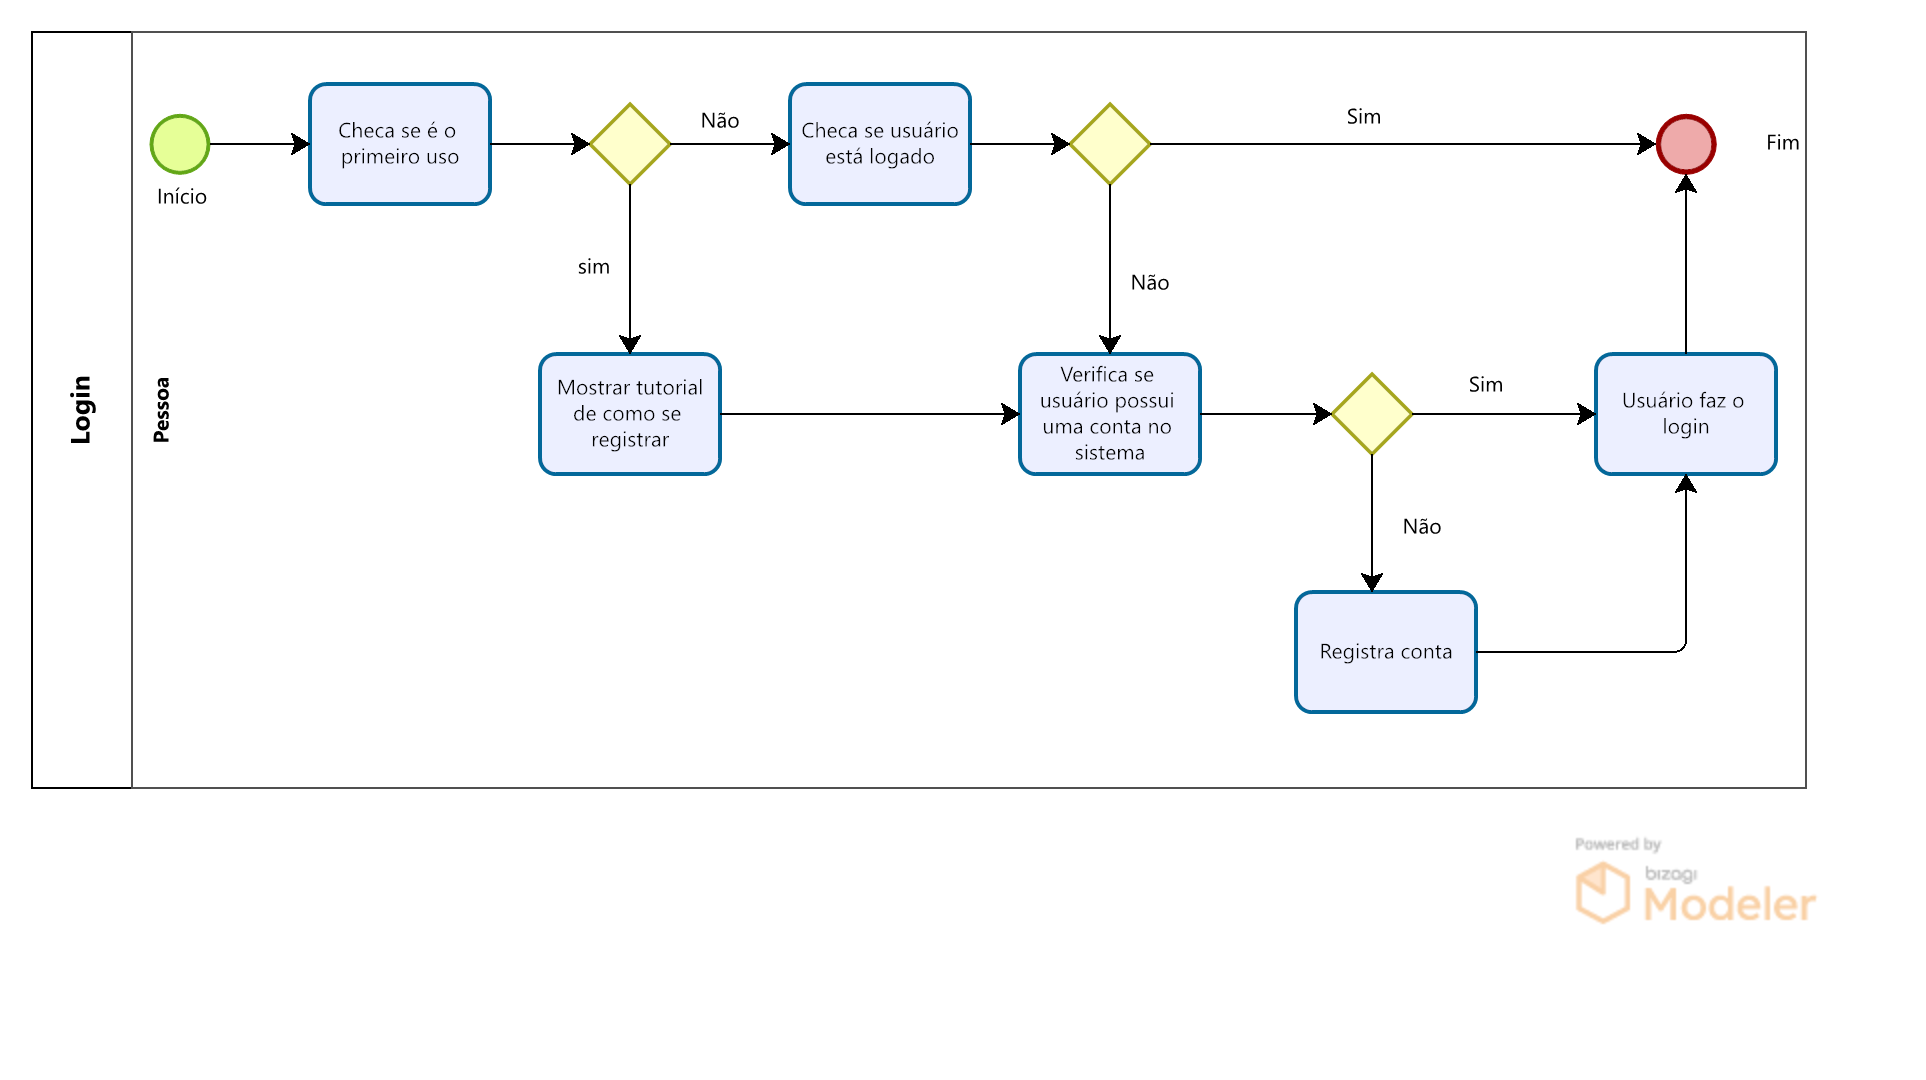 Login
Pessoa
Início
Checa se é o
primeiro uso
Não
Checa se usuário
está logado
Sim
Fim
sim
Não
Mostrar tutorial
de como se
registrar
Verifica se
usuário possui
uma conta no
sistema
Sim
Usuário faz o
login
Não
Registra conta
Powered by
bizagi
Modeler